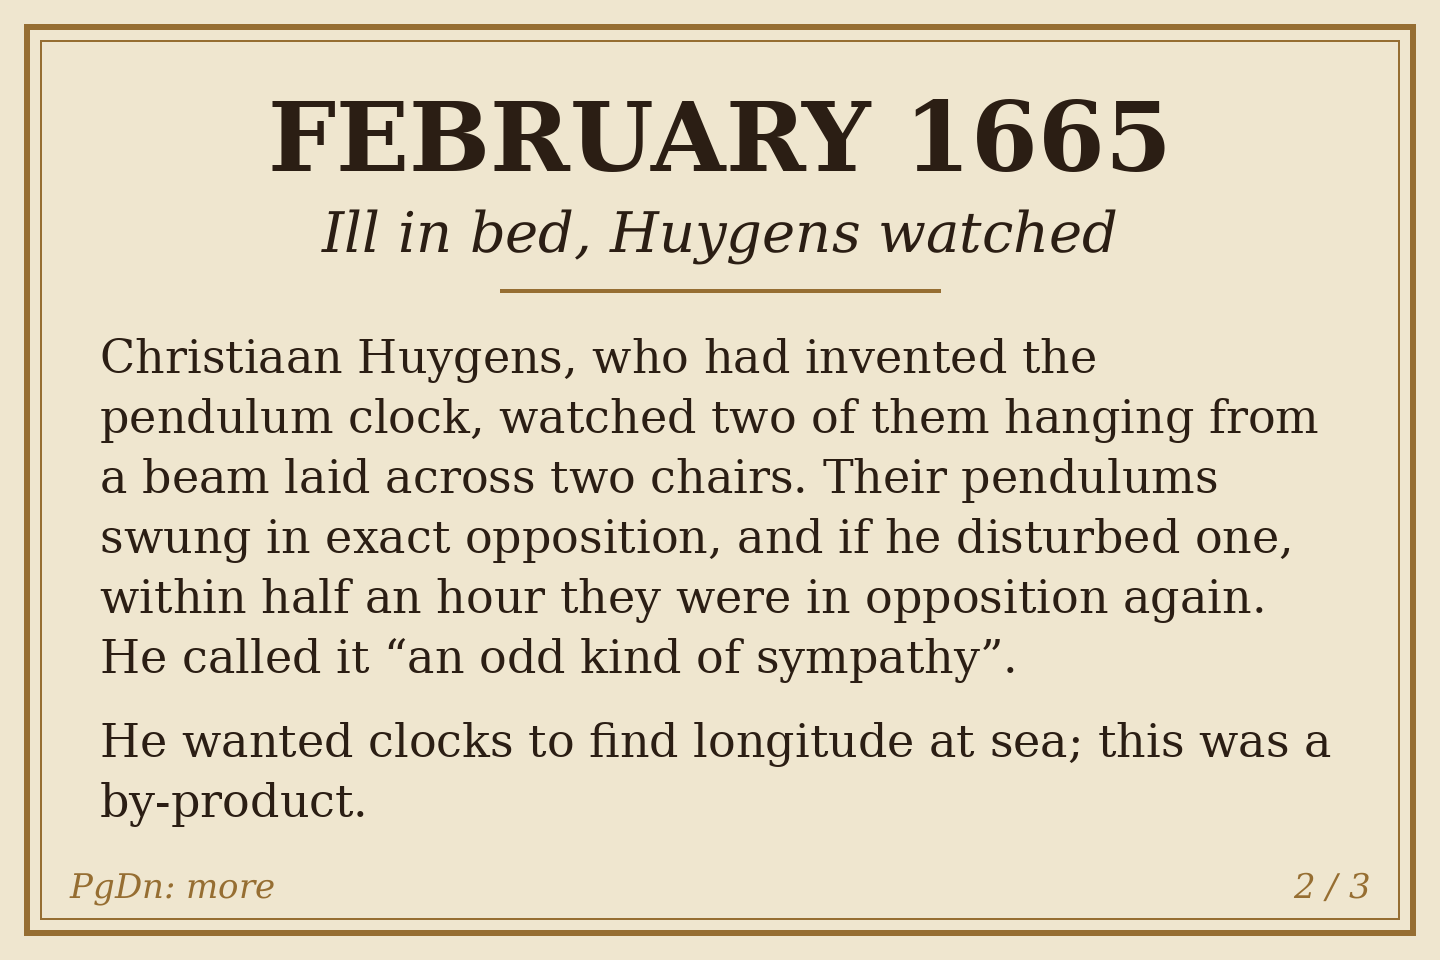 FEBRUARY 1665
Ill in bed, Huygens watched
Christiaan Huygens, who had invented the
pendulum clock, watched two of them hanging from
a beam laid across two chairs. Their pendulums
swung in exact opposition, and if he disturbed one,
within half an hour they were in opposition again.
He called it “an odd kind of sympathy”.
He wanted clocks to find longitude at sea; this was a
by-product.
PgDn: more
2 / 3